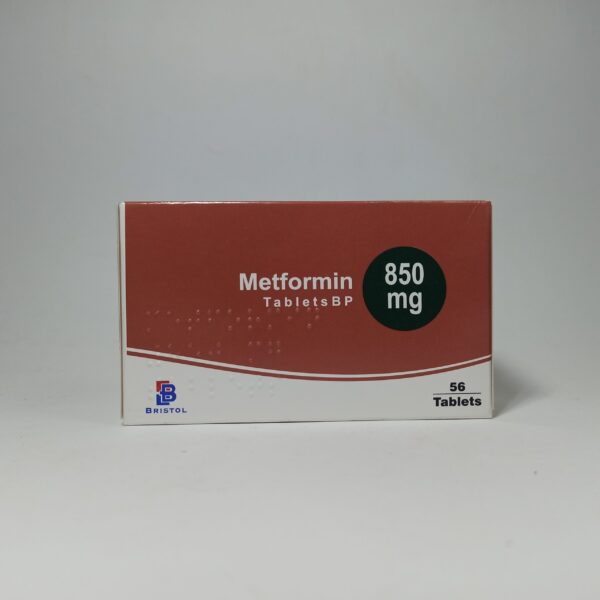 Metformin
Tablets BP
850
mg
56
Tablets
B
BRISTOL